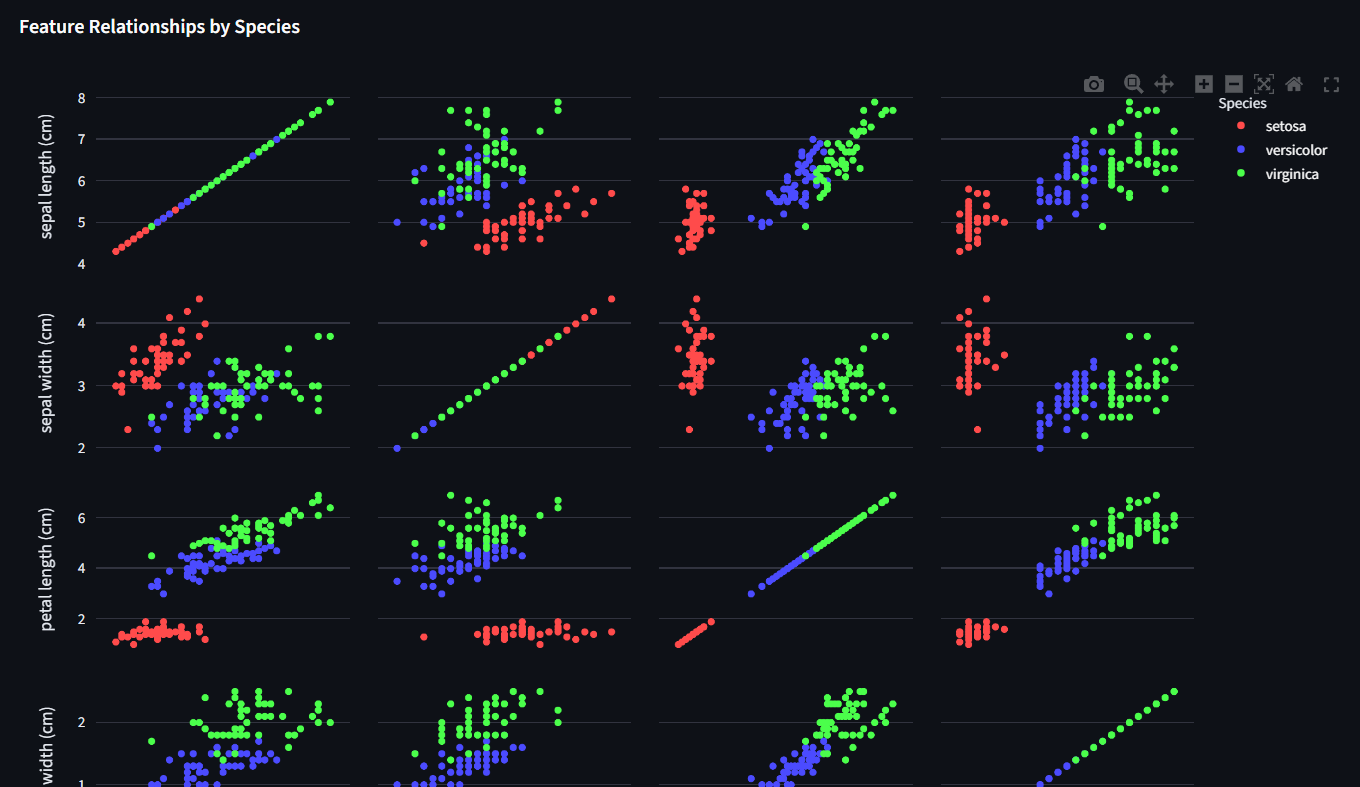 Feature Relationships by Species
Species
setosa
versicolor
virginica
sepal length (cm)
8
7
6
5
4
sepal width (cm)
4
3
2
petal length (cm)
6
4
2
width (cm)
2
1